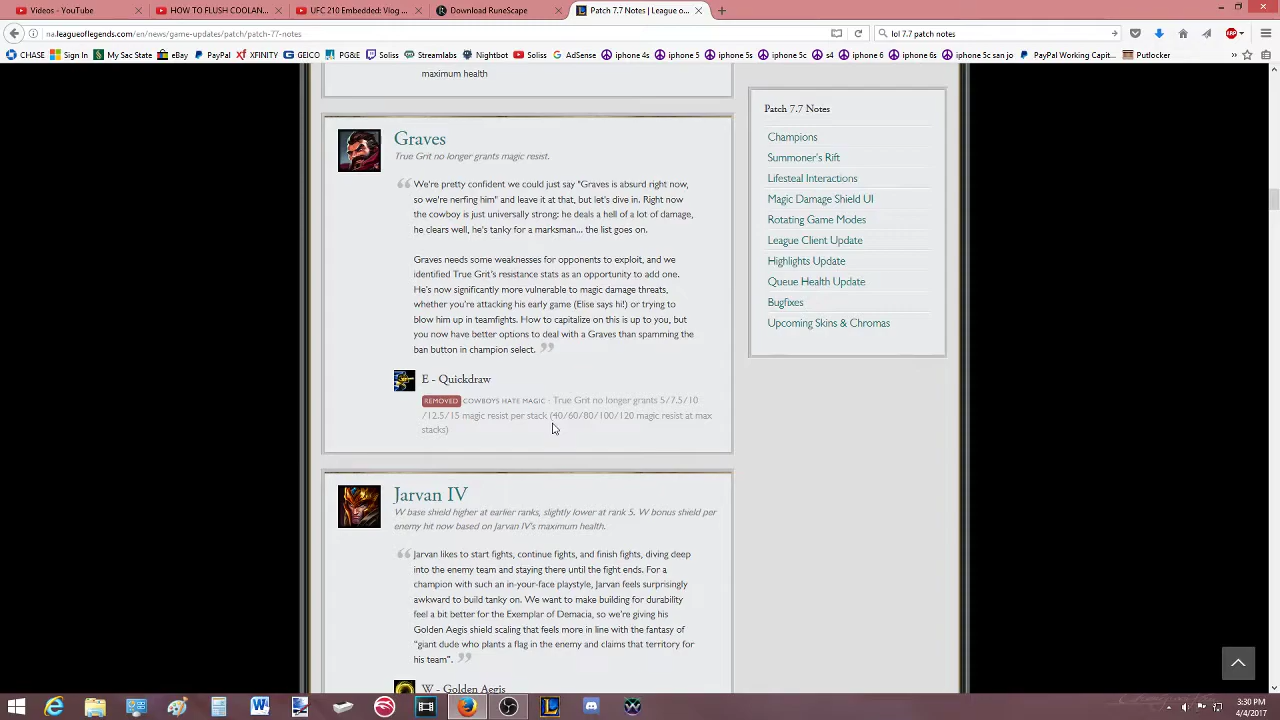 Videos - YouTube
HOW TO FLUSH COOLAN...
UFC 210 Embedded: Vlog ...
Download RuneScape
Patch 7.7 Notes | League o...
na.leagueoflegends.com/en/news/game-updates/patch/patch-77-notes
lol 7.7 patch notes
ABP
CHASE
Sign In
My Sac State
eBay
PayPal
XFINITY
GEICO
PG&E
Solis
Streamlabs
Hotwire
YouTube
Soliss
AdSense
iphone 4s
iphone 5
iphone 5s
iphone 5c
s4
iphone 6
iphone 6s
iphone 5c san jo
PayPal Working Capit...
Putlocker
maximum health
Graves
True Grit no longer grants magic resist.
We're pretty confident we could just say "Graves is absurd right now,
so we're nerfing him" and leave it at that, but let's dive in. Right now
the cowboy is just universally strong: he deals a hell of a lot of damage,
he clears well, he's tanky for a marksman... the list goes on.
Graves needs some weaknesses for opponents to exploit, and we
identified True Grit's resistance stats as an opportunity to add one.
He's now significantly more vulnerable to magic damage threats,
whether you're attacking his early game (Elise says hi!) or trying to
blow him up in teamfights. How to capitalize on this is up to you, but
you now have better options to deal with a Graves than spamming the
ban button in champion select.
E - Quickdraw
REMOVED COWBOYS HATE MAGIC - True Grit no longer grants 5/7.5/10
/12.5/15 magic resist per stack (40/60/80/100/120 magic resist at max
stacks)
Jarvan IV
W base shield higher at earlier ranks, slightly lower at rank 5. W bonus shield per
enemy hit now based on Jarvan IV's maximum health.
Jarvan likes to start fights, continue fights, and finish fights, diving deep
into the enemy team and staying there until the fight ends. For a
champion with such an in-your-face playstyle, Jarvan feels surprisingly
awkward to build tanky on. We want to make building for durability
feel a bit better for the Exemplar of Demacia, so we're giving his
Golden Aegis shield scaling that feels more in line with the fantasy of
"giant dude who plants a flag in the enemy and claims that territory for
his team".
W - Golden Aegis
Patch 7.7 Notes
Champions
Summoner's Rift
Lifesteal Interactions
Magic Damage Shield UI
Rotating Game Modes
League Client Update
Highlights Update
Queue Health Update
Bugfixes
Upcoming Skins & Chromas
3:30 PM
4/4/2017